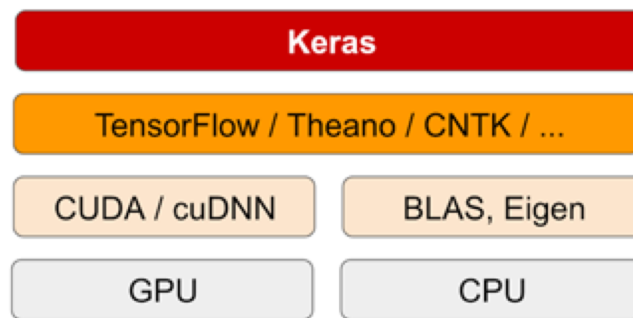 Keras
TensorFlow / Theano / CNTK / ...
CUDA / cuDNN
BLAS, Eigen
GPU
CPU